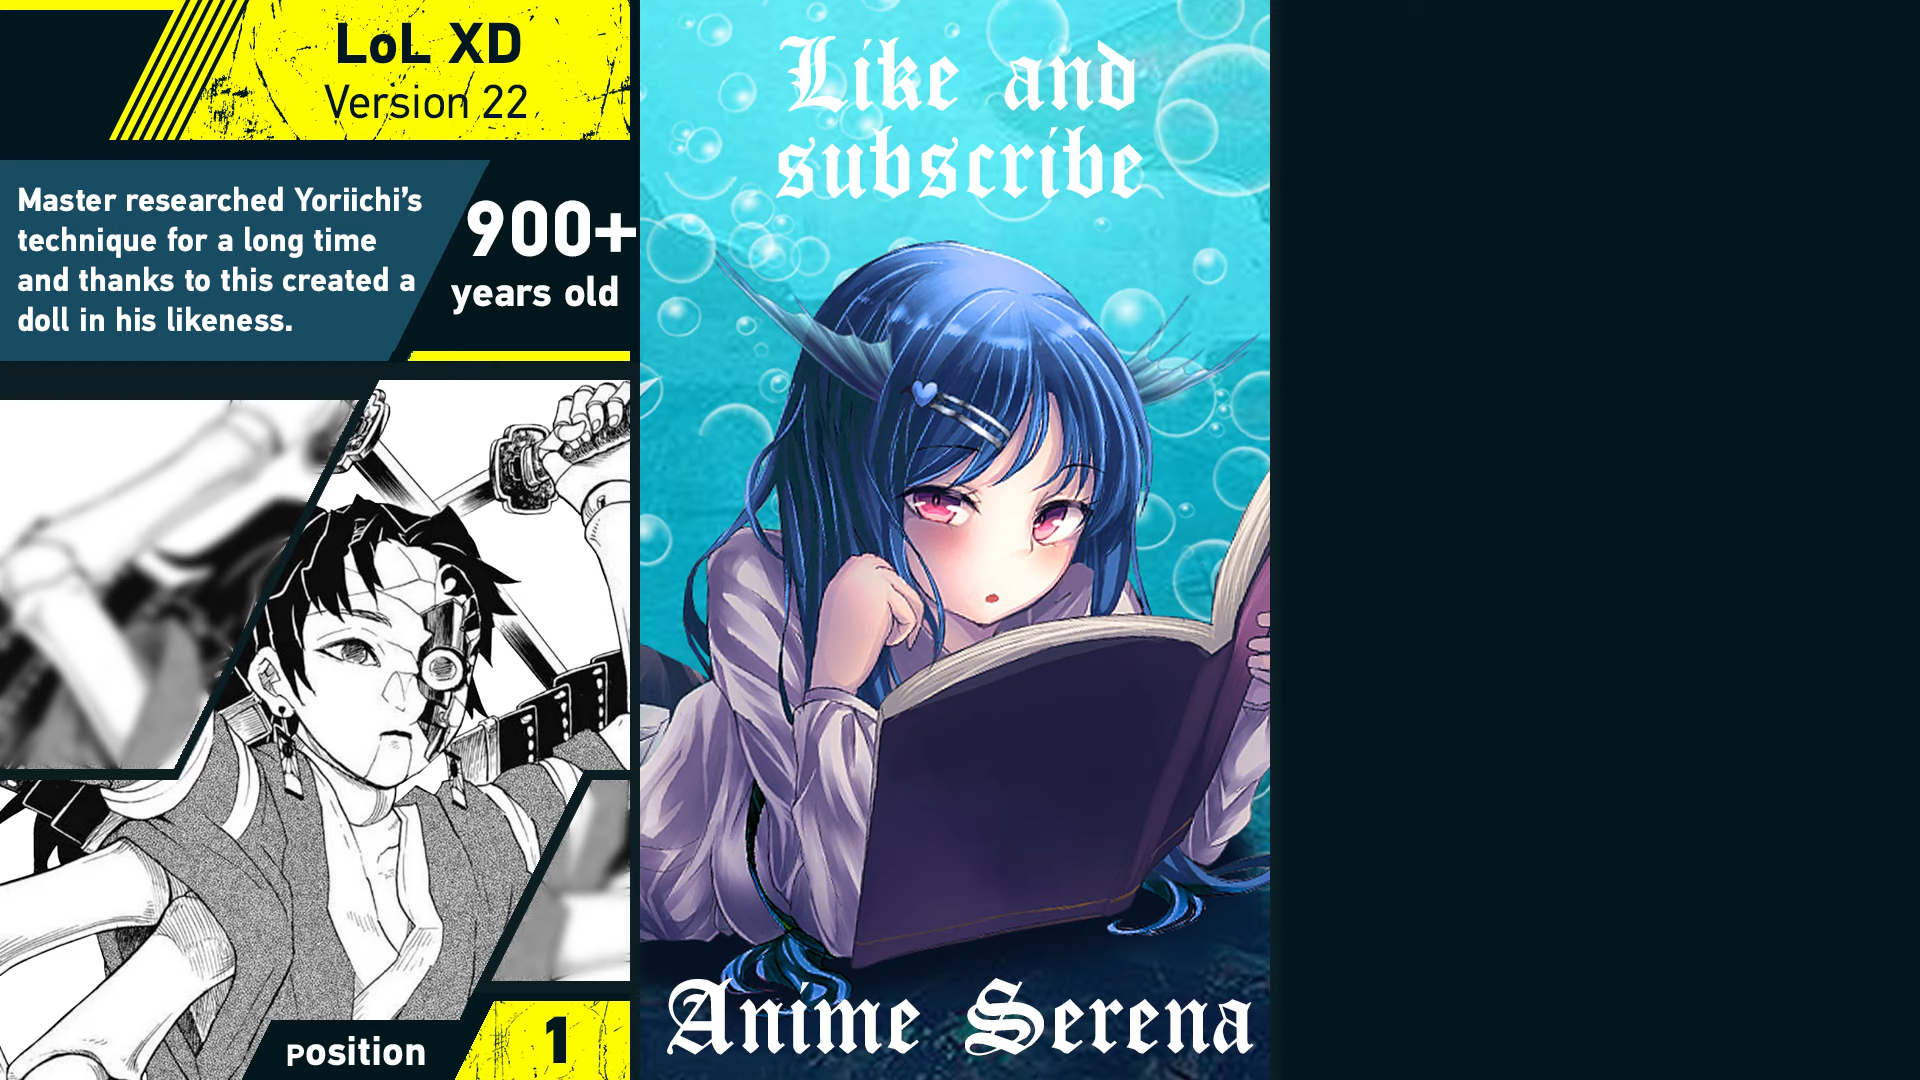 LoL XD
Version 22
Master researched Yoriichi’s
technique for a long time
and thanks to this created a
doll in his likeness.
900+
years old
position
1
Like and
subscribe
Anime Serena